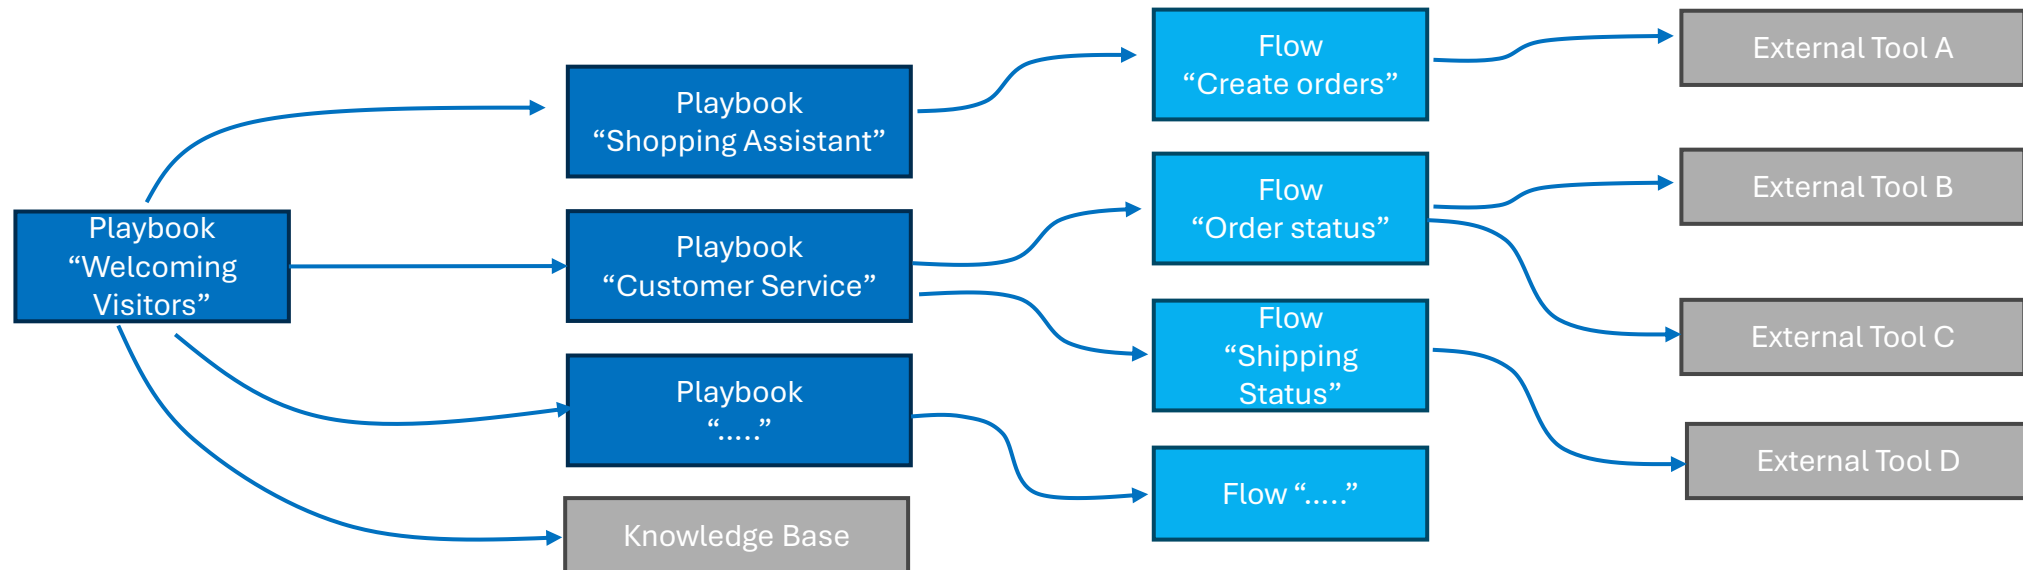 Playbook
“Welcoming
Visitors”
Playbook
“Shopping Assistant”
Playbook
“Customer Service”
Playbook
“.....”
Knowledge Base
Flow
“Create orders”
Flow
“Order status”
Flow
“Shipping
Status”
Flow “.....”
External Tool A
External Tool B
External Tool C
External Tool D